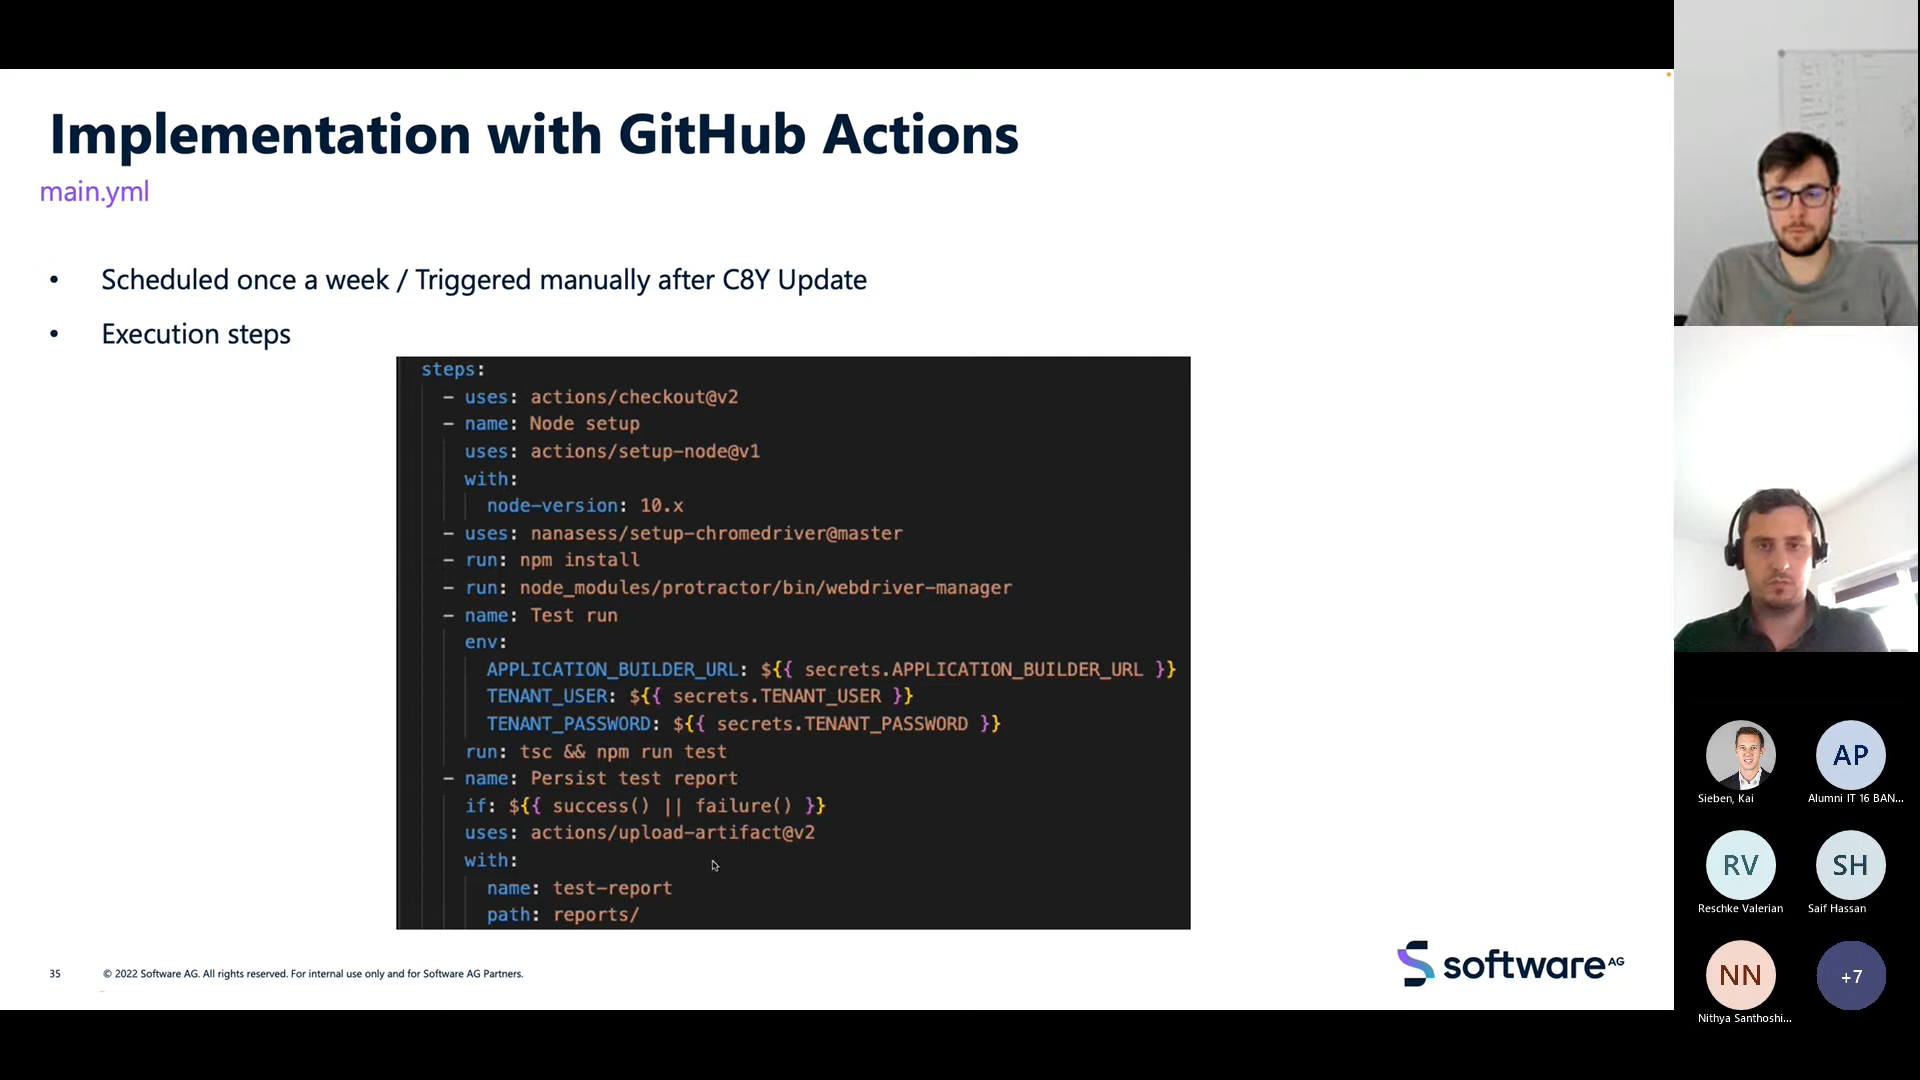 Implementation with GitHub Actions
main.yml
• Scheduled once a week / Triggered manually after C8Y Update
• Execution steps
steps:
- uses: actions/checkout@v2
- name: Node setup
uses: actions/setup-node@v1
with:
node-version: 10.x
- uses: nanasess/setup-chromedriver@master
- run: npm install
- run: node_modules/protractor/bin/webdriver-manager
- name: Test run
env:
APPLICATION_BUILDER_URL: ${{ secrets.APPLICATION_BUILDER_URL }}
TENANT_USER: ${{ secrets.TENANT_USER }}
TENANT_PASSWORD: ${{ secrets.TENANT_PASSWORD }}
run: tsc && npm run test
- name: Persist test report
if: ${{ success() || failure() }}
uses: actions/upload-artifact@v2
with:
name: test-report
path: reports/
35
© 2022 Software AG. All rights reserved. For internal use only and for Software AG Partners.
software AG
Sieben, Kai
AP
Alumni IT 16 BAN...
RV
Reschke Valerian
SH
Saif Hassan
NN
Nithya Santhoshi...
+7